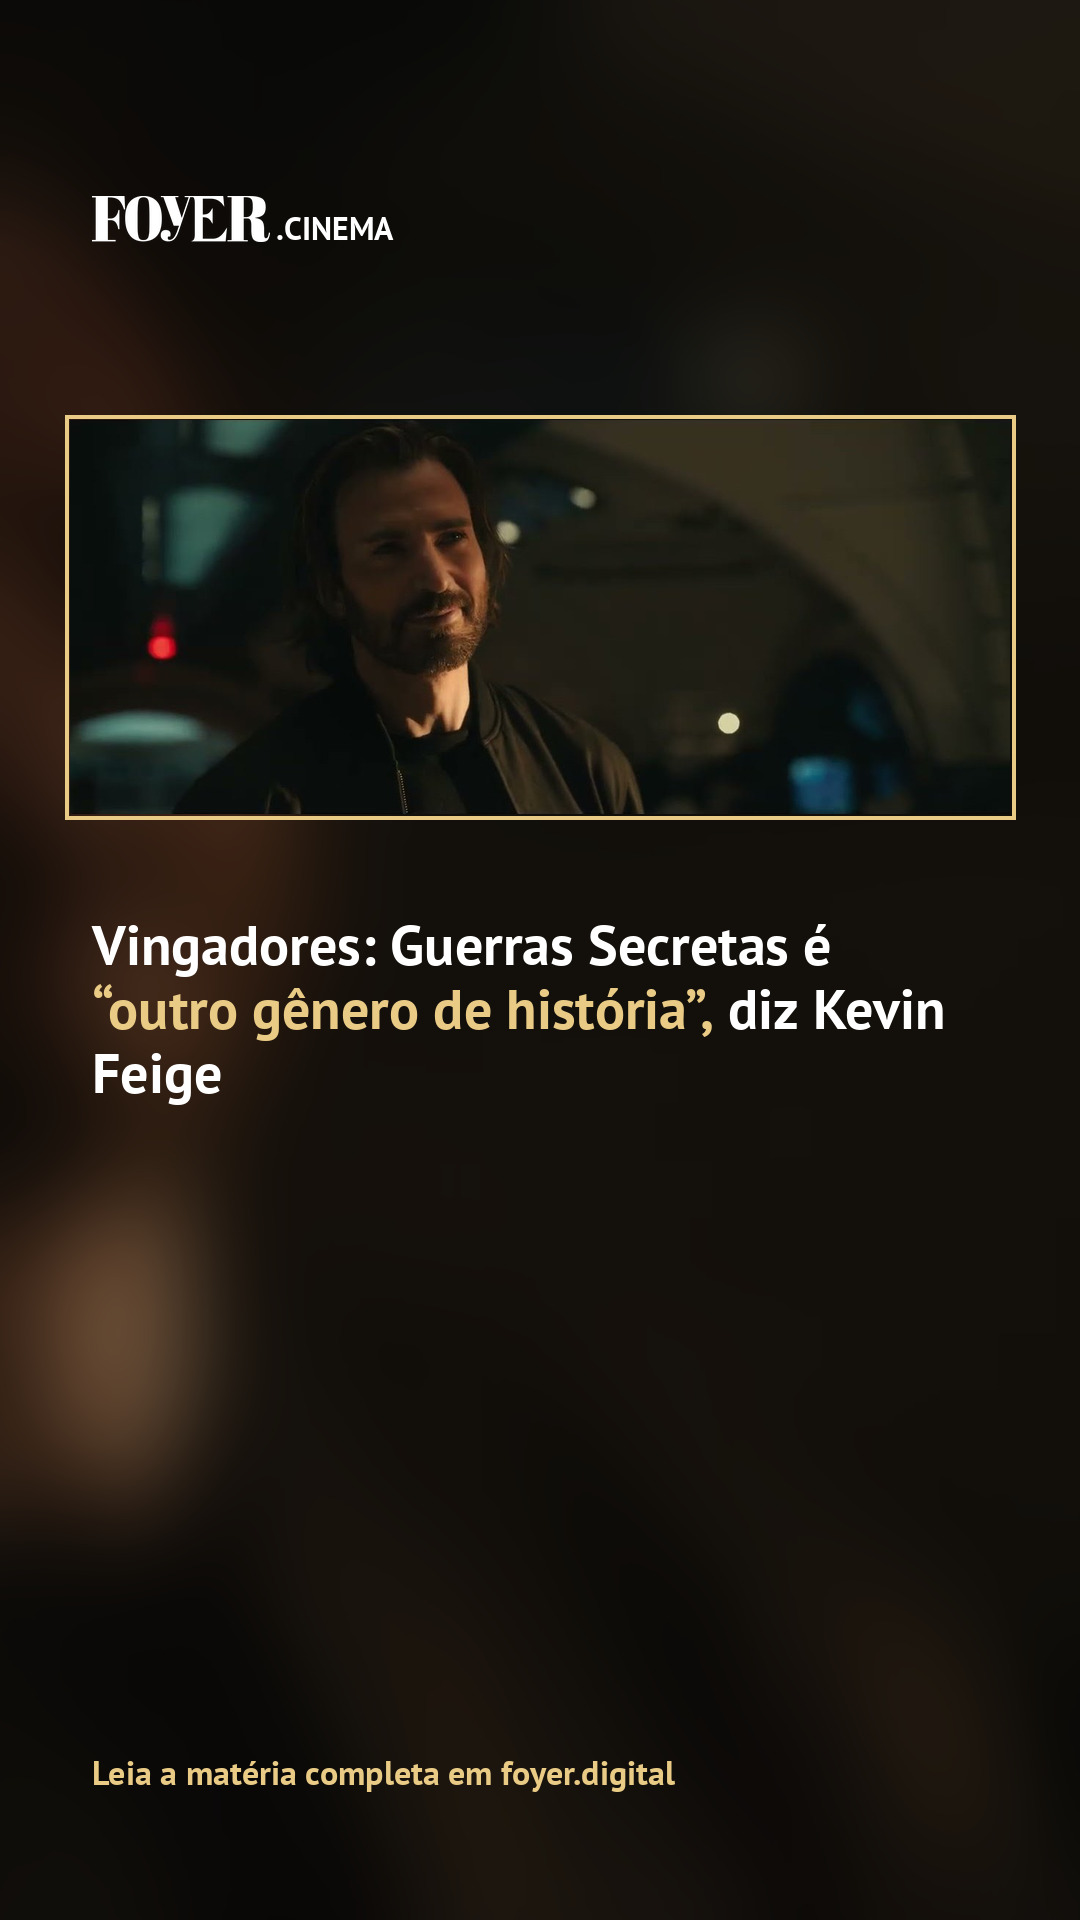 FOYER .CINEMA
Vingadores: Guerras Secretas é
“outro gênero de história”, diz Kevin
Feige
Leia a matéria completa em foyer.digital